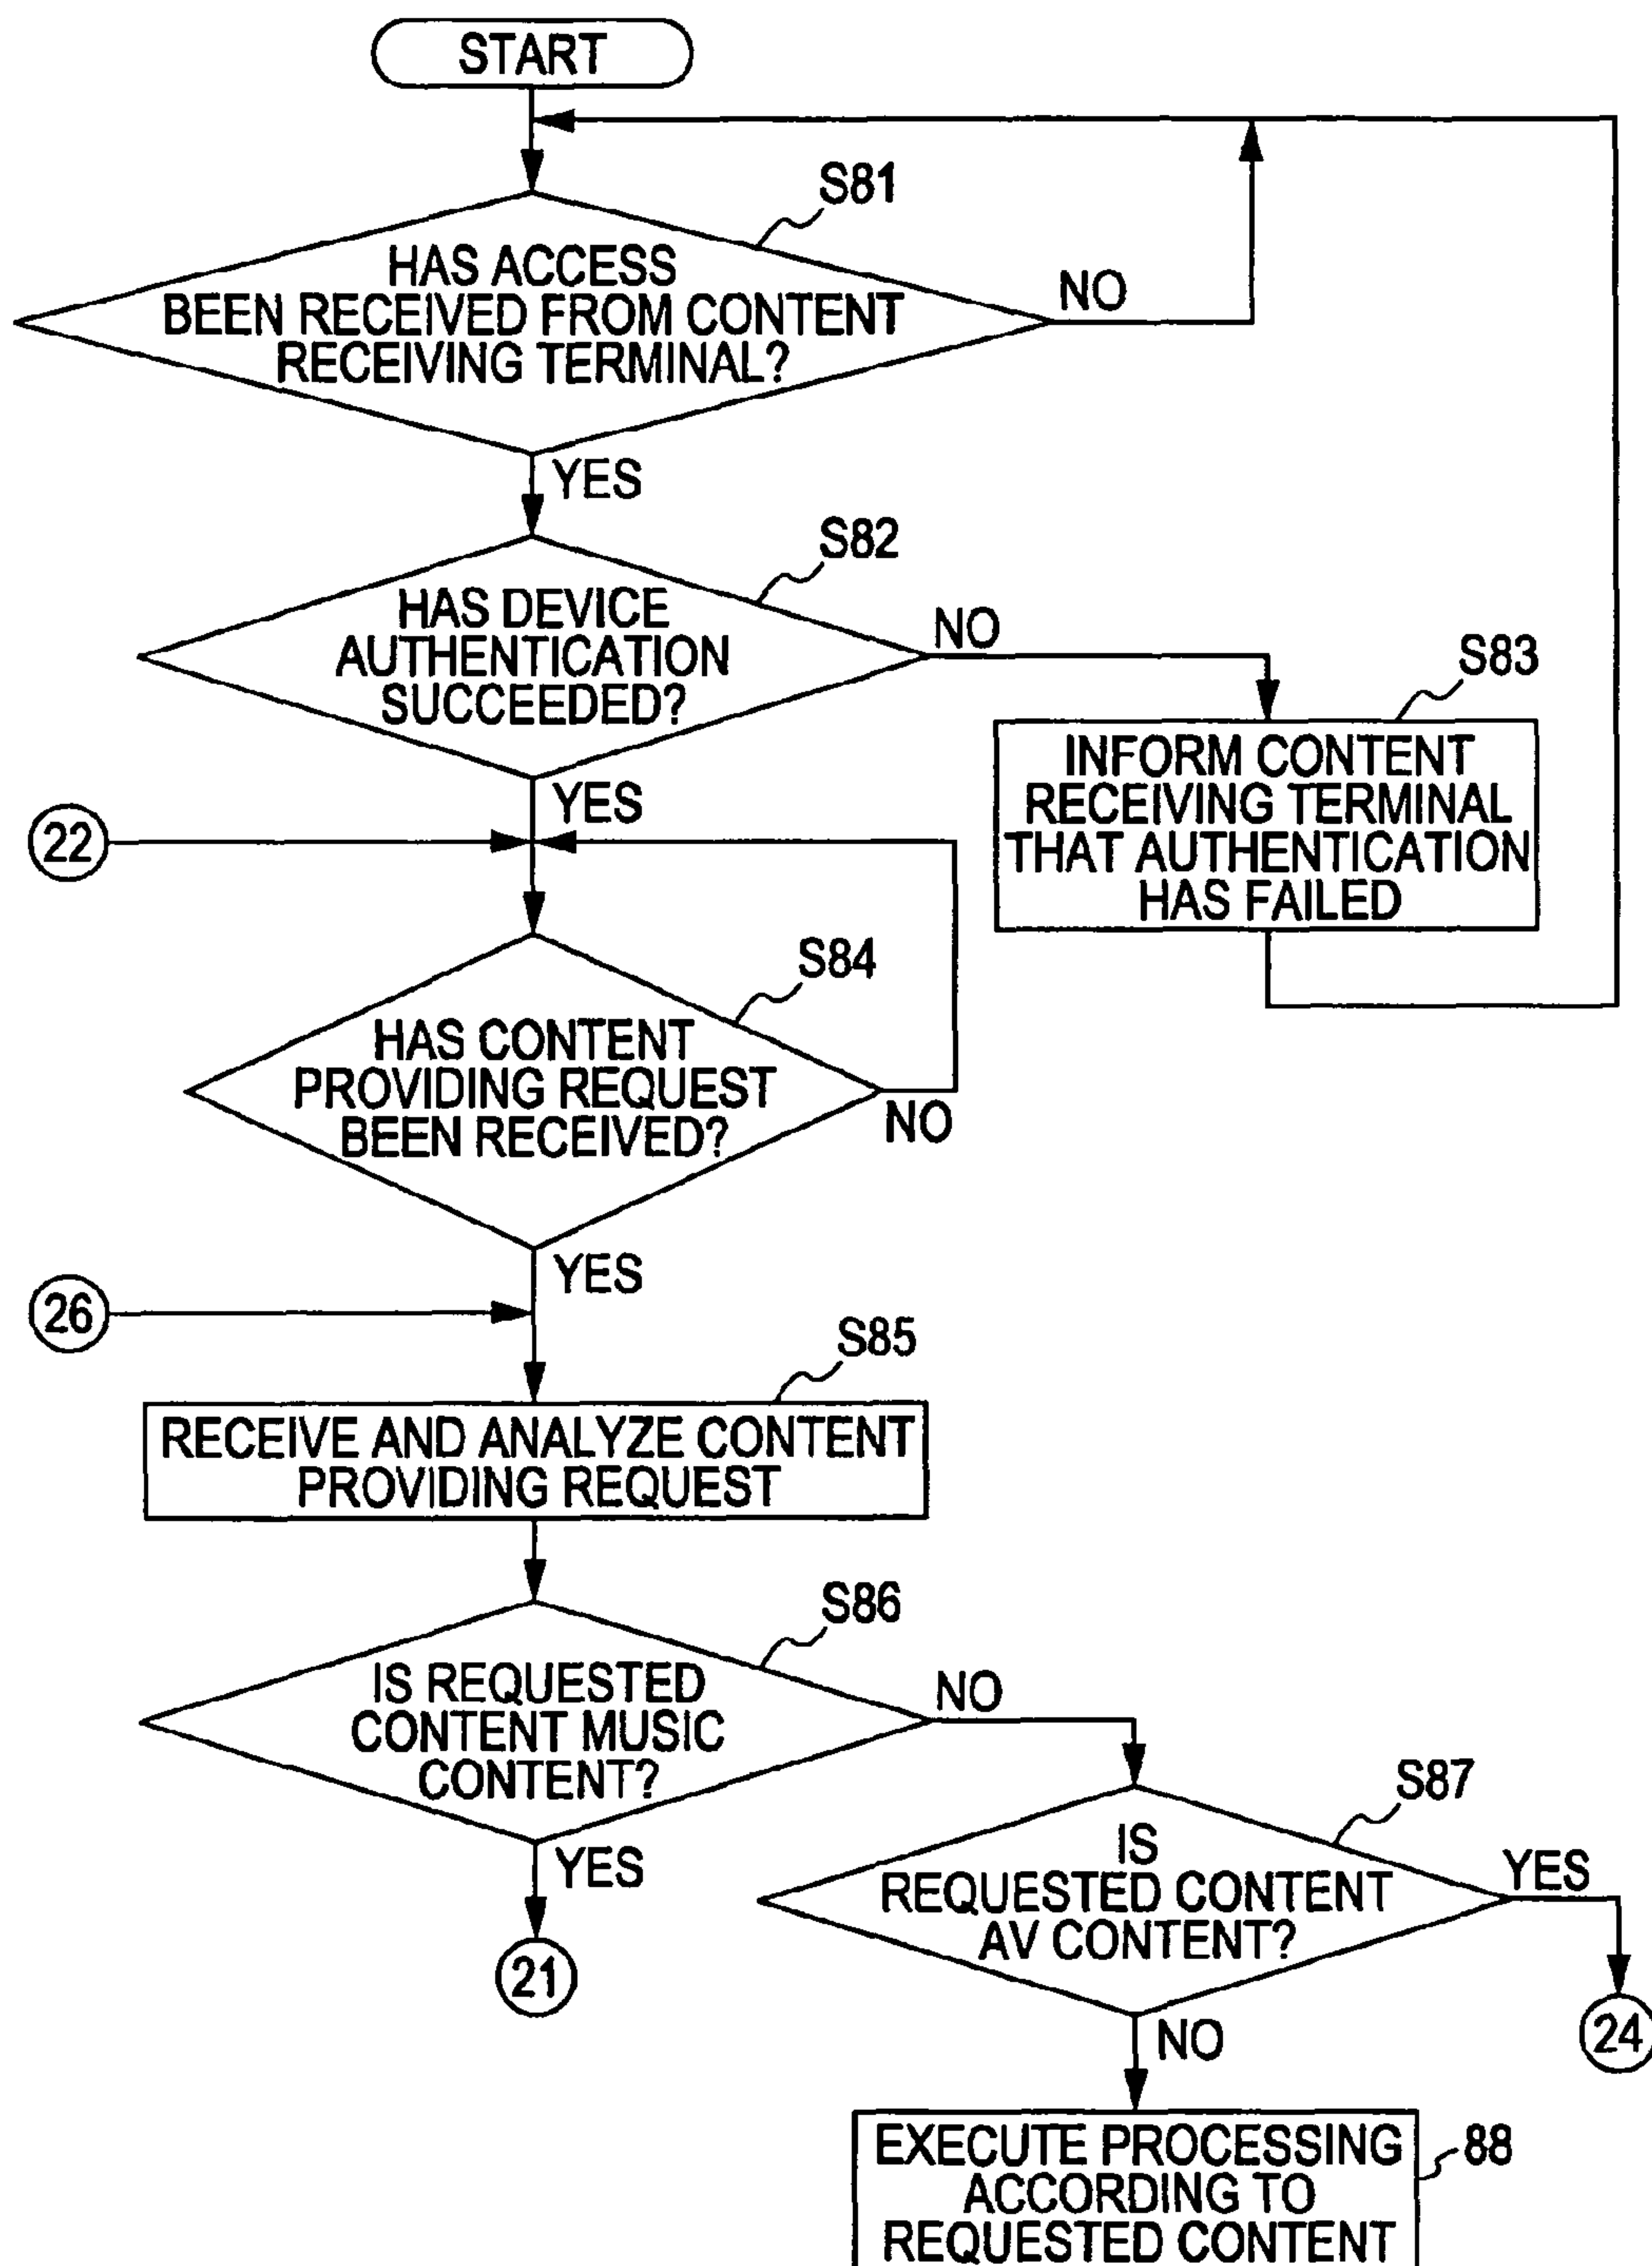 START
S81
HAS ACCESS
BEEN RECEIVED FROM CONTENT
RECEIVING TERMINAL?
NO
YES
S82
HAS DEVICE
AUTHENTICATION
SUCCEEDED?
NO
S83
INFORM CONTENT
RECEIVING TERMINAL
THAT AUTHENTICATION
HAS FAILED
YES
22
S84
HAS CONTENT
PROVIDING REQUEST
BEEN RECEIVED?
NO
YES
26
S85
RECEIVE AND ANALYZE CONTENT
PROVIDING REQUEST
S86
IS REQUESTED
CONTENT MUSIC
CONTENT?
NO
YES
21
S87
IS
REQUESTED CONTENT
AV CONTENT?
YES
24
NO
EXECUTE PROCESSING
ACCORDING TO
REQUESTED CONTENT
88